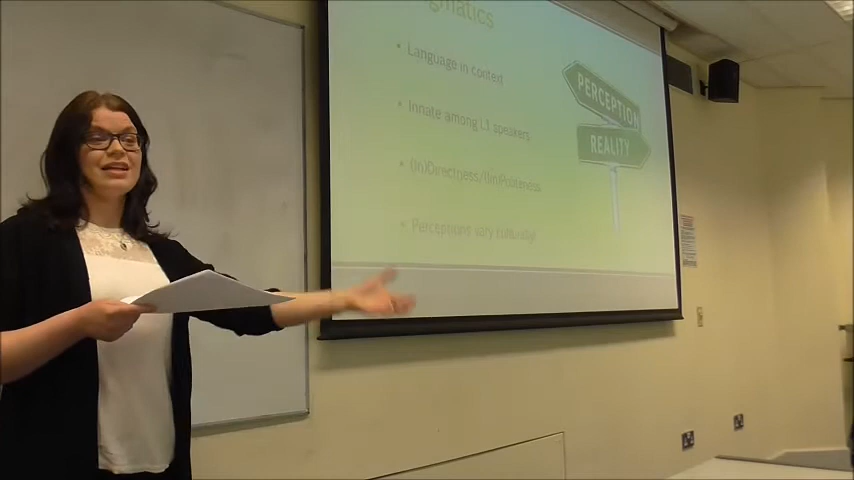 Language in context
Innate among L1 speakers
(In)Directness/(Im)Politeness
Perceptions vary culturally
PERCEPTION
REALITY